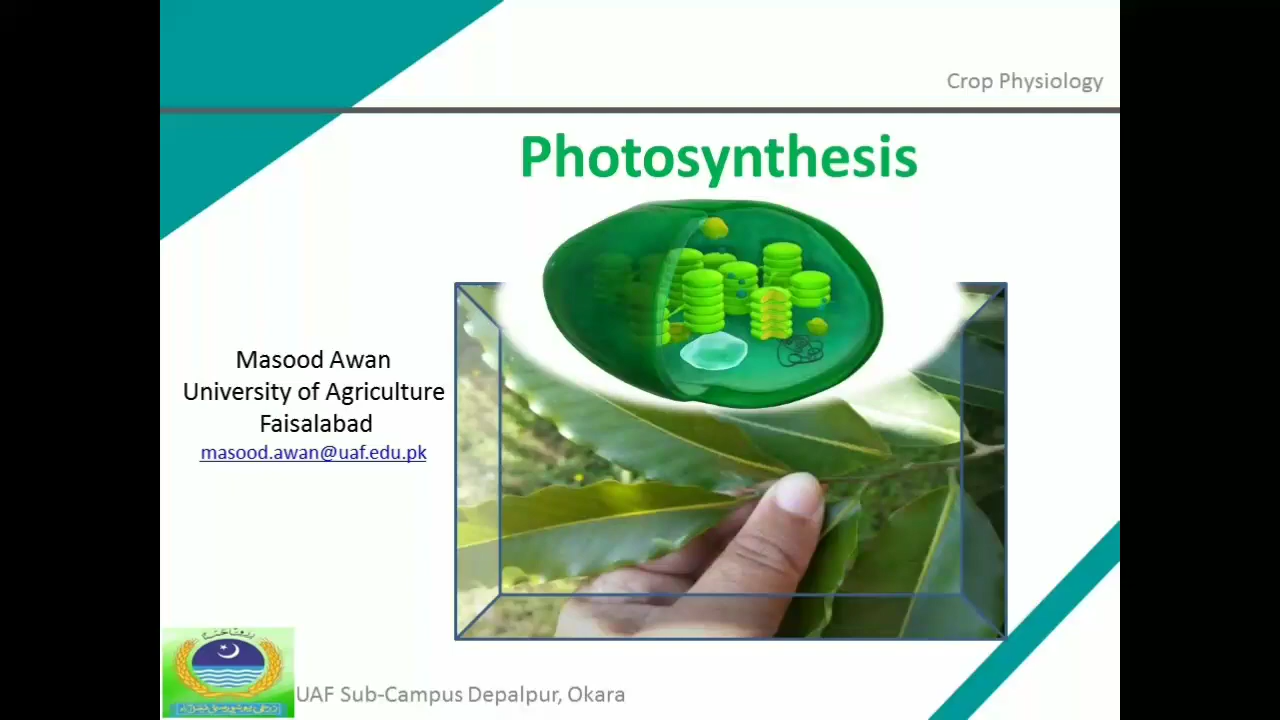 Crop Physiology
Photosynthesis
Masood Awan
University of Agriculture
Faisalabad
masood.awan@uaf.edu.pk
UAF Sub-Campus Depalpur, Okara